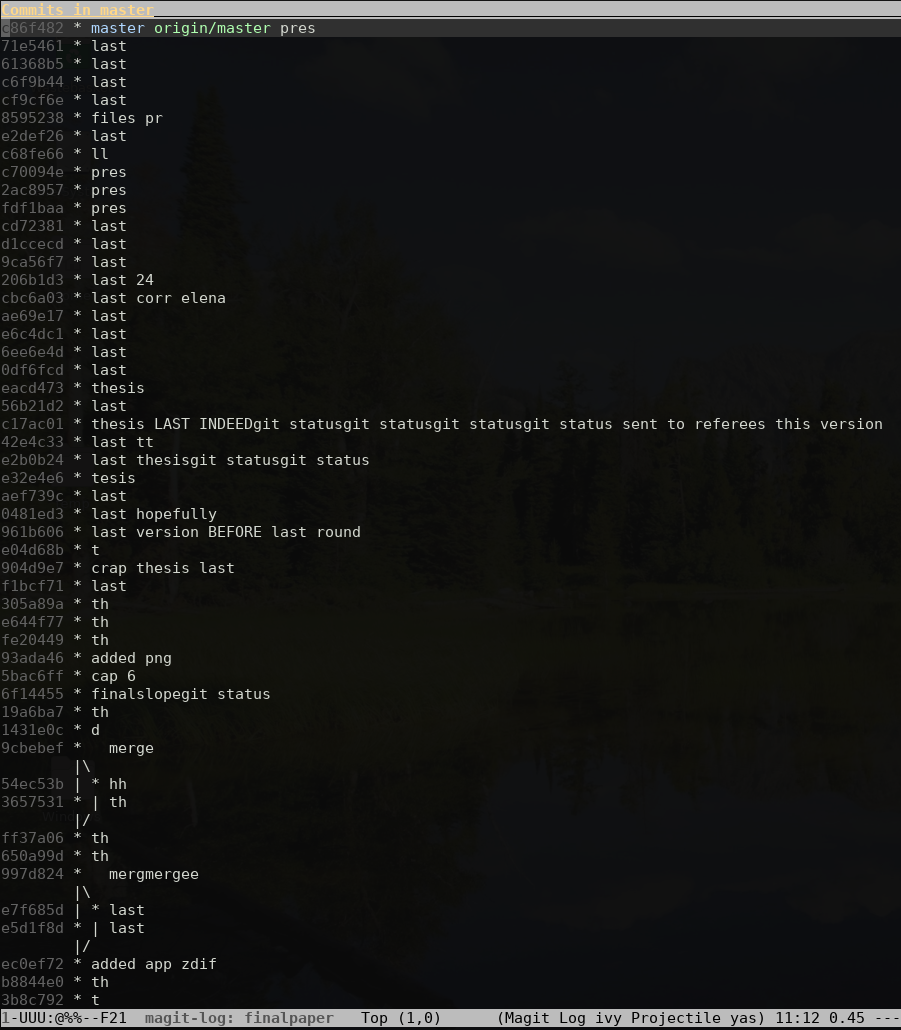 Commits in master
c86f482 * master origin/master pres
71e5461 * last
61368b5 * last
c6f9b44 * last
cf9cf6e * last
8595238 * files pr
e2def26 * last
c68fe66 * ll
c70094e * pres
2ac8957 * pres
fdf1baa * pres
cd72381 * last
d1ccecd * last
9ca56f7 * last
206b1d3 * last 24
cbc6a03 * last corr elena
ae69e17 * last
e6c4dc1 * last
6ee6e4d * last
0df6fcd * last
eacd473 * thesis
56b21d2 * last
c17ac01 * thesis LAST INDEEDgit statusgit statusgit statusgit status sent to referees this version
42e4c33 * last tt
e2b0b24 * last thesisgit statusgit status
e32e4e6 * tesis
aef739c * last
0481ed3 * last hopefully
961b606 * last version BEFORE last round
e04d68b * t
904d9e7 * crap thesis last
f1bcf71 * last
305a89a * th
e644f77 * th
fe20449 * th
93ada46 * added png
5bac6ff * cap 6
6f14455 * finalslopegit status
19a6ba7 * th
1431e0c * d
9cbebef *   merge
|\
54ec53b | * hh
3657531 * | th
|/
ff37a06 * th
650a99d * th
997d824 *   mergmergee
|\
e7f685d | * last
e5d1f8d * | last
|/
ec0ef72 * added app zdif
b8844e0 * th
3b8c792 * t
1-UUU:@%%--F21  magit-log: finalpaper   Top (1,0)      (Magit Log ivy Projectile yas) 11:12 0.45 ---